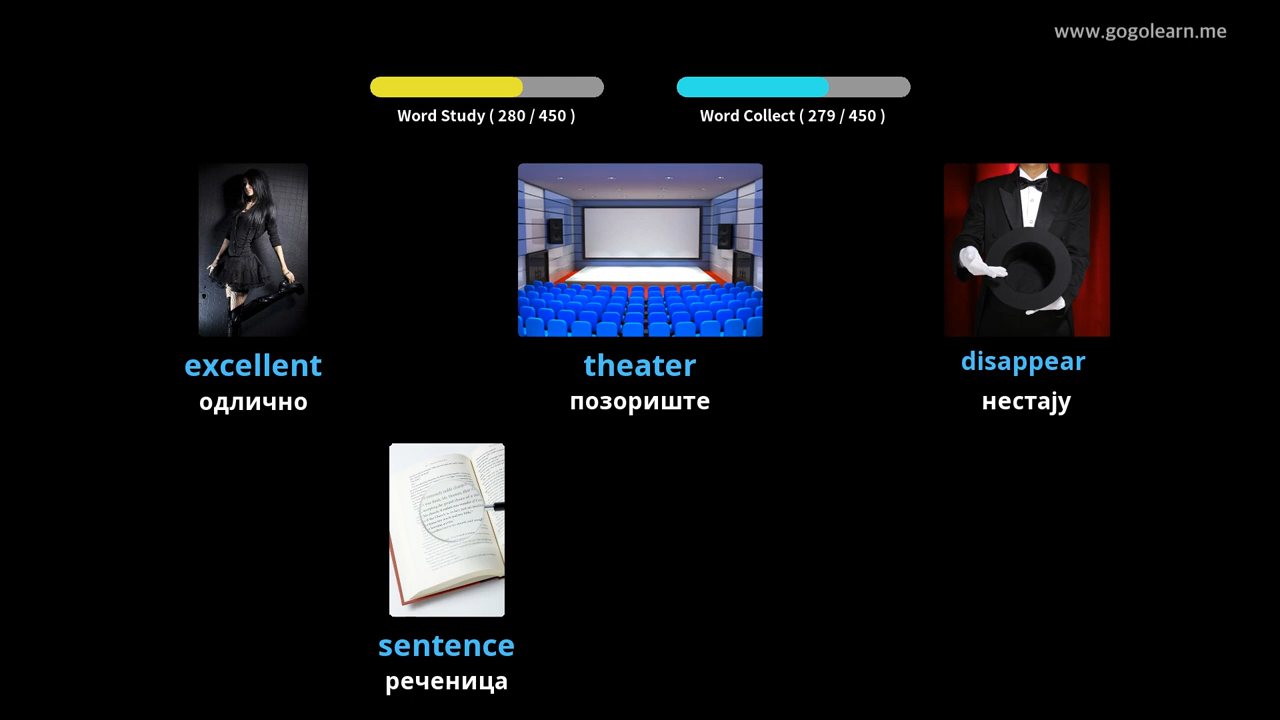 www.gogolearn.me
Word Study ( 280 / 450 )
Word Collect ( 279 / 450 )
excellent
одлично
theater
позориште
disappear
нестају
sentence
реченица